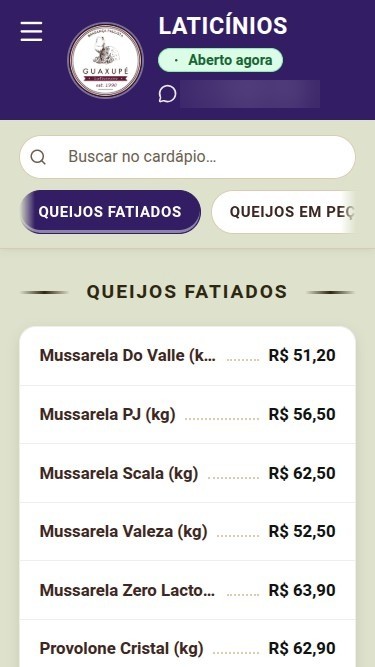 LATICÍNIOS
GUAXUPÉ
est. 1990
Aberto agora
Buscar no cardápio...
QUEIJOS FATIADOS
QUEIJOS EM PEÇ
QUEIJOS FATIADOS
Mussarela Do Valle (k... R$ 51,20
Mussarela PJ (kg) R$ 56,50
Mussarela Scala (kg) R$ 62,50
Mussarela Valeza (kg) R$ 52,50
Mussarela Zero Lacto... R$ 63,90
Provolone Cristal (kg) R$ 62,90